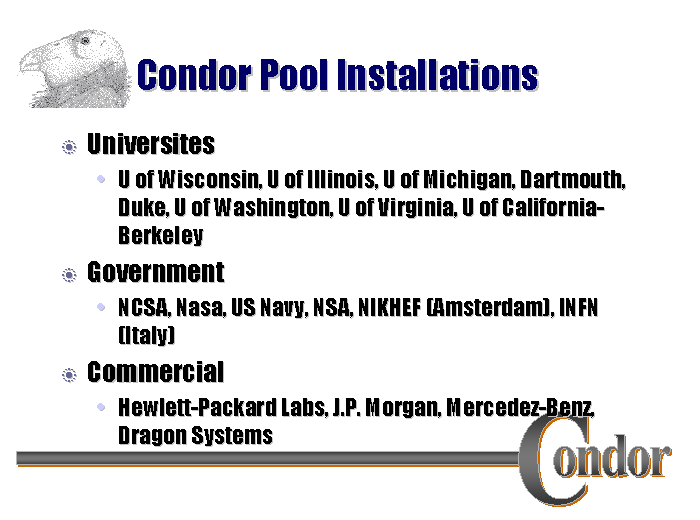 Condor Pool Installations
Universites
U of Wisconsin, U of Illinois, U of Michigan, Dartmouth,
Duke, U of Washington, U of Virginia, U of California-
Berkeley
Government
NCSA, Nasa, US Navy, NSA, NIKHEF (Amsterdam), INFN
(Italy)
Commercial
Hewlett-Packard Labs, J.P. Morgan, Mercedez-Benz,
Dragon Systems
Condor